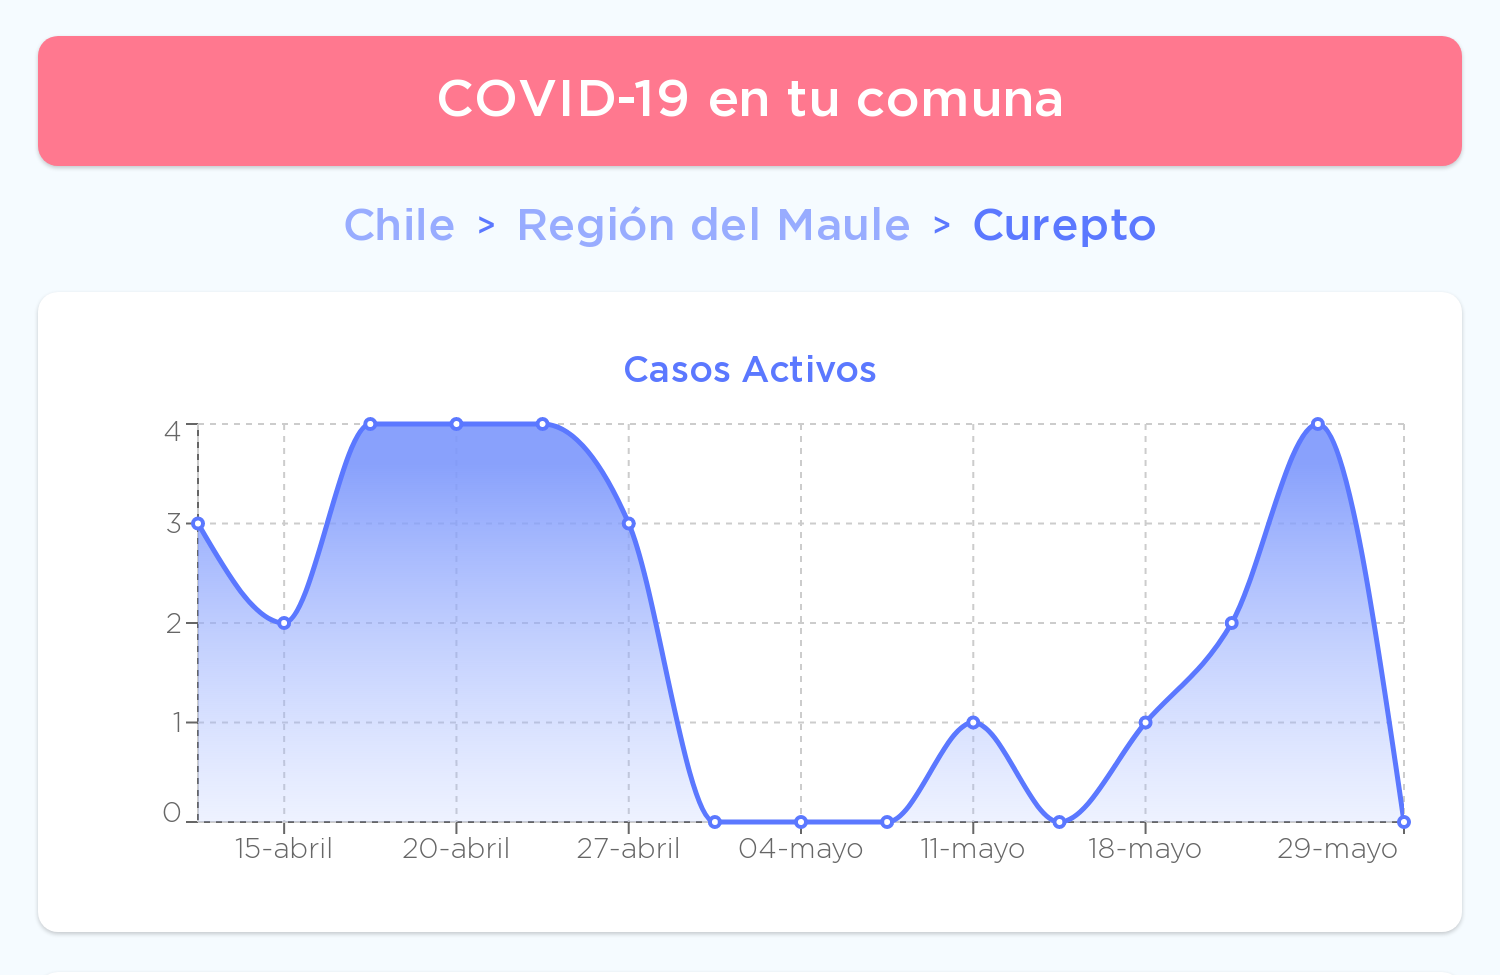 COVID-19 en tu comuna
Chile > Región del Maule > Curepto
Casos Activos
4
3
2
1
0
15-abril 20-abril 27-abril 04-mayo 11-mayo 18-mayo 29-mayo